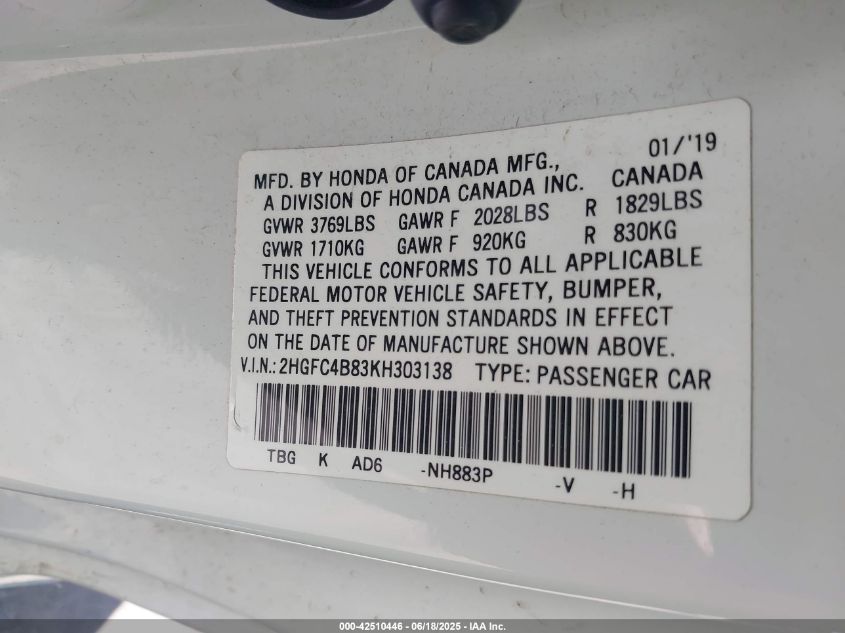 01/'19
MFD. BY HONDA OF CANADA MFG.,
A DIVISION OF HONDA CANADA INC. CANADA
GVWR 3769LBS GAWR F 2028LBS R 1829LBS
GVWR 1710KG GAWR F 920KG R 830KG
THIS VEHICLE CONFORMS TO ALL APPLICABLE
FEDERAL MOTOR VEHICLE SAFETY, BUMPER,
AND THEFT PREVENTION STANDARDS IN EFFECT
ON THE DATE OF MANUFACTURE SHOWN ABOVE.
V.I.N.: 2HGFC4B83KH303138 TYPE: PASSENGER CAR
TBG K AD6 -NH883P -V -H
000-42510446 - 06/18/2025 - IAA Inc.